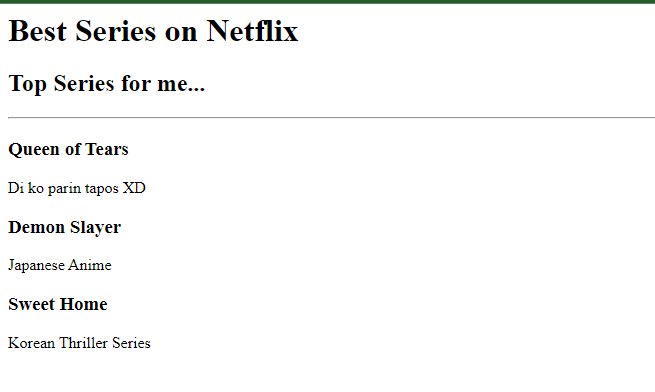 Best Series on Netflix
Top Series for me...
Queen of Tears
Di ko parin tapos XD
Demon Slayer
Japanese Anime
Sweet Home
Korean Thriller Series